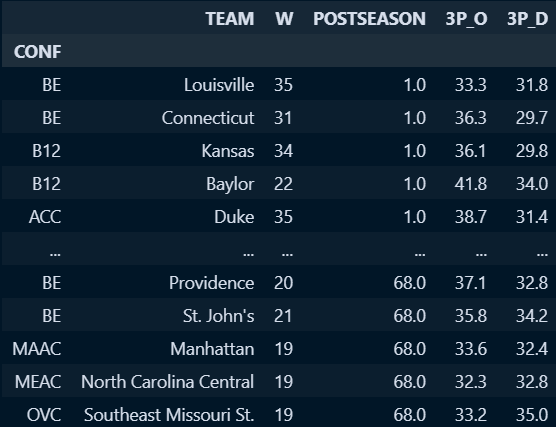 TEAM W POSTSEASON 3P_O 3P_D
CONF
BE Louisville 35 1.0 33.3 31.8
BE Connecticut 31 1.0 36.3 29.7
B12 Kansas 34 1.0 36.1 29.8
B12 Baylor 22 1.0 41.8 34.0
ACC Duke 35 1.0 38.7 31.4
... ... ... ... ... ...
BE Providence 20 68.0 37.1 32.8
BE St. John's 21 68.0 35.8 34.2
MAAC Manhattan 19 68.0 33.6 32.4
MEAC North Carolina Central 19 68.0 32.3 32.8
OVC Southeast Missouri St. 19 68.0 33.2 35.0